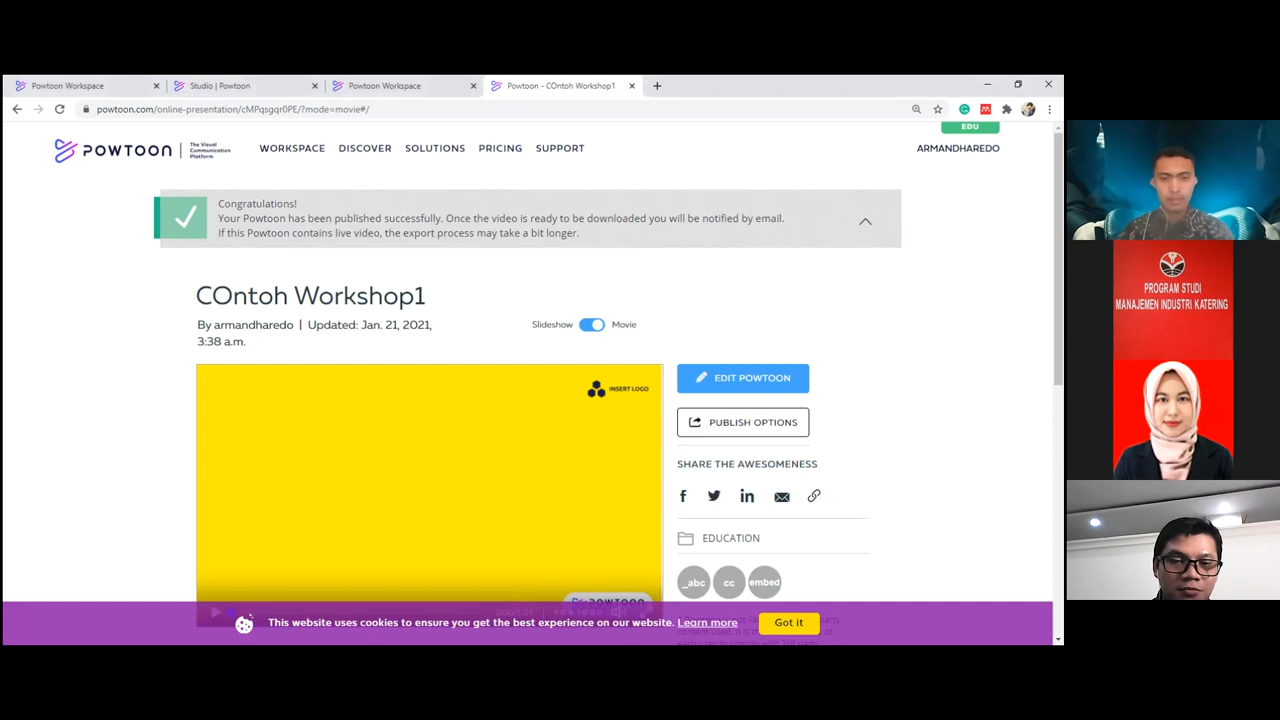 Powtoon Workspace
Studio | Powtoon
Powtoon Workspace
Powtoon - COntoh Workshop1
powtoon.com/online-presentation/cMPqsgqr0PE/?mode=movie#/
EDU
POWTOON
The Visual
Communication
Platform
WORKSPACE
DISCOVER
SOLUTIONS
PRICING
SUPPORT
ARMANDHAREDO
Congratulations!
Your Powtoon has been published successfully. Once the video is ready to be downloaded you will be notified by email.
If this Powtoon contains live video, the export process may take a bit longer.
COntoh Workshop1
By armandharedo | Updated: Jan. 21, 2021,
3:38 a.m.
Slideshow
Movie
INSERT LOGO
EDIT POWTOON
PUBLISH OPTIONS
SHARE THE AWESOMENESS
EDUCATION
_abc
cc
embed
POWTOON
This website uses cookies to ensure you get the best experience on our website. Learn more
Got it
PROGRAM STUDI
MANAJEMEN INDUSTRI KATERING